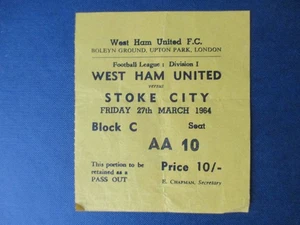 West Ham United F.C.
BOLEYN GROUND, UPTON PARK, LONDON
Football League : Division 1
WEST HAM UNITED
versus
STOKE CITY
FRIDAY 27th MARCH 1964
Block C Seat
AA 10
This portion to be
retained as a
PASS OUT
Price 10/-
R. CHAPMAN, Secretary